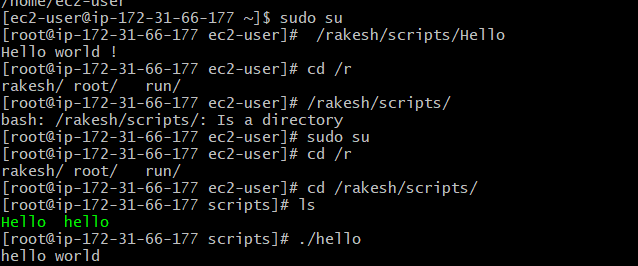 /home/ec2-user
[ec2-user@ip-172-31-66-177 ~]$ sudo su
[root@ip-172-31-66-177 ec2-user]#  /rakesh/scripts/Hello
Hello world !
[root@ip-172-31-66-177 ec2-user]# cd /r
rakesh/ root/   run/
[root@ip-172-31-66-177 ec2-user]# /rakesh/scripts/
bash: /rakesh/scripts/: Is a directory
[root@ip-172-31-66-177 ec2-user]# sudo su
[root@ip-172-31-66-177 ec2-user]# cd /r
rakesh/ root/   run/
[root@ip-172-31-66-177 ec2-user]# cd /rakesh/scripts/
[root@ip-172-31-66-177 scripts]# ls
Hello  hello
[root@ip-172-31-66-177 scripts]# ./hello
hello world